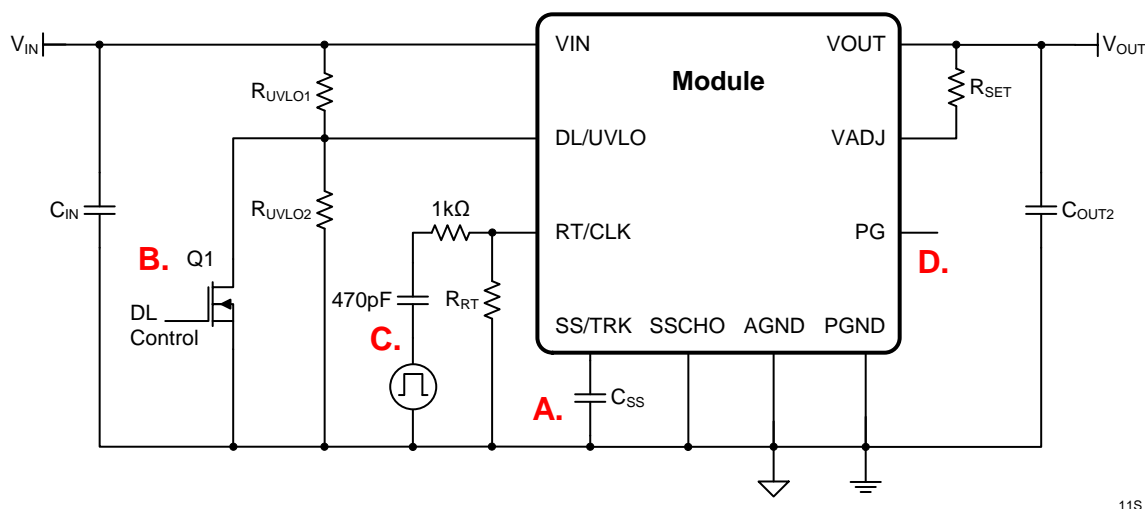 VIN
VIN
VOUT
VOUT
Module
RUVLO1
RSET
DL/UVLO
VADJ
CIN
RUVLO2
COUT2
1kΩ
RT/CLK
PG
B.
Q1
D.
470pF
RRT
DL
Control
C.
SS/TRK
SSCHO
AGND
PGND
A.
CSS
11S